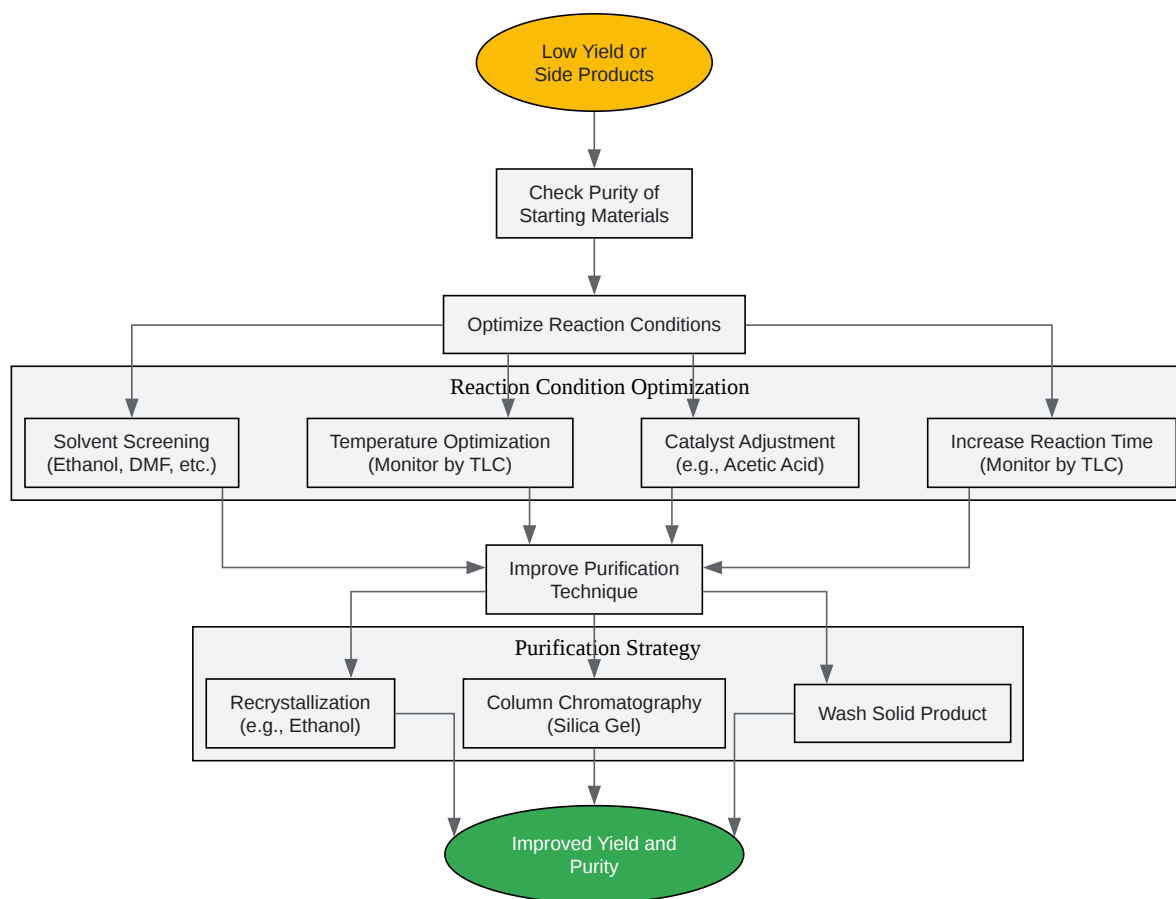 Low Yield or
Side Products
Check Purity of
Starting Materials
Optimize Reaction Conditions
Reaction Condition Optimization
Solvent Screening
(Ethanol, DMF, etc.)
Temperature Optimization
(Monitor by TLC)
Catalyst Adjustment
(e.g., Acetic Acid)
Increase Reaction Time
(Monitor by TLC)
Improve Purification
Technique
Purification Strategy
Recrystallization
(e.g., Ethanol)
Column Chromatography
(Silica Gel)
Wash Solid Product
Improved Yield and
Purity